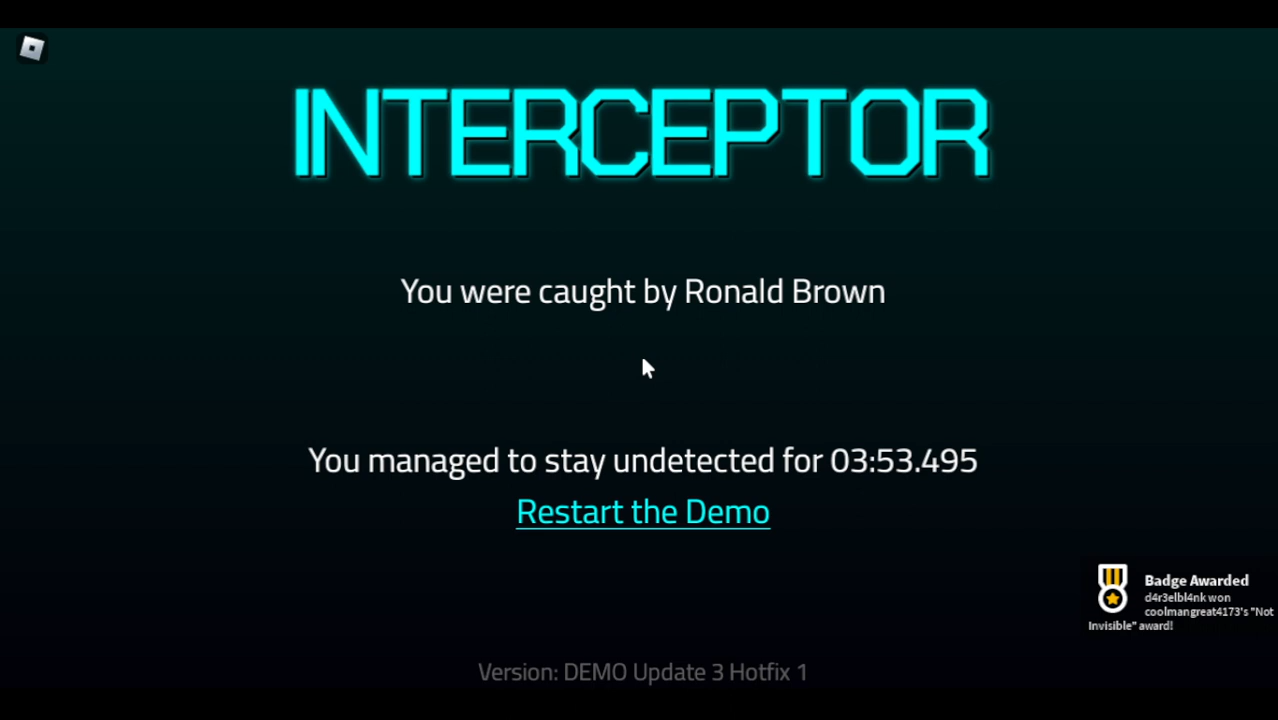 INTERCEPTOR
You were caught by Ronald Brown
You managed to stay undetected for 03:53.495
Restart the Demo
Badge Awarded
d4r3elbl4nk won
coolmangreat4173's "Not
Invisible" award!
Version: DEMO Update 3 Hotfix 1